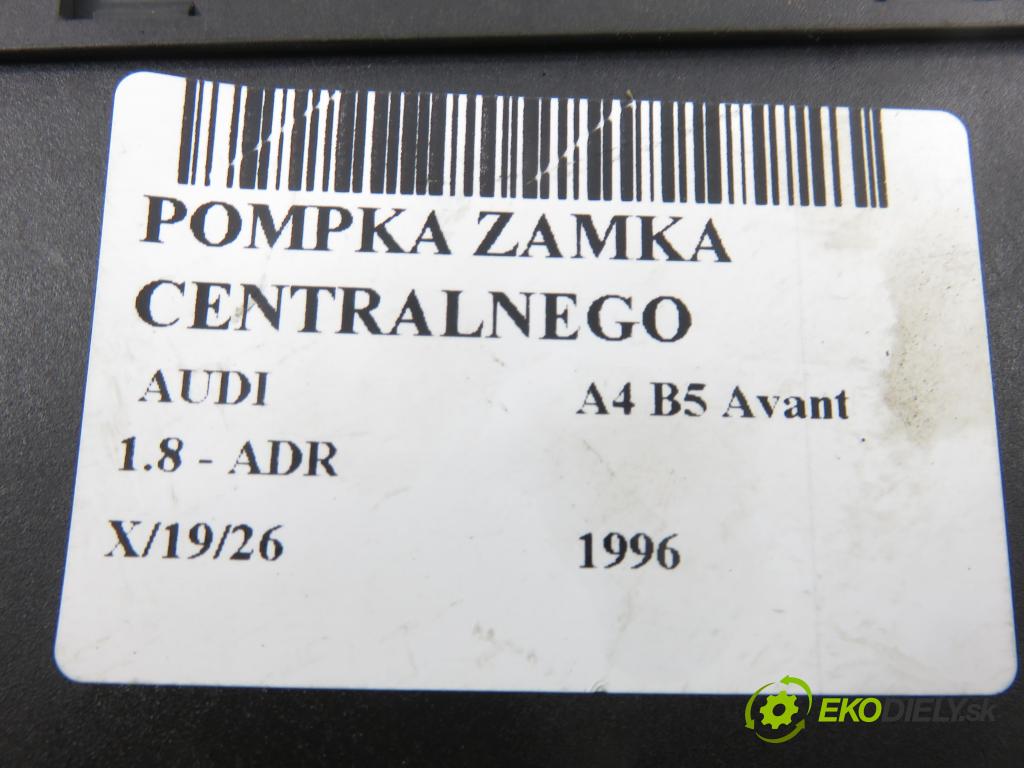 POMPKA ZAMKA
CENTRALNEGO
AUDI A4 B5 Avant
1.8 - ADR
X/19/26 1996
EKODIELY.sk